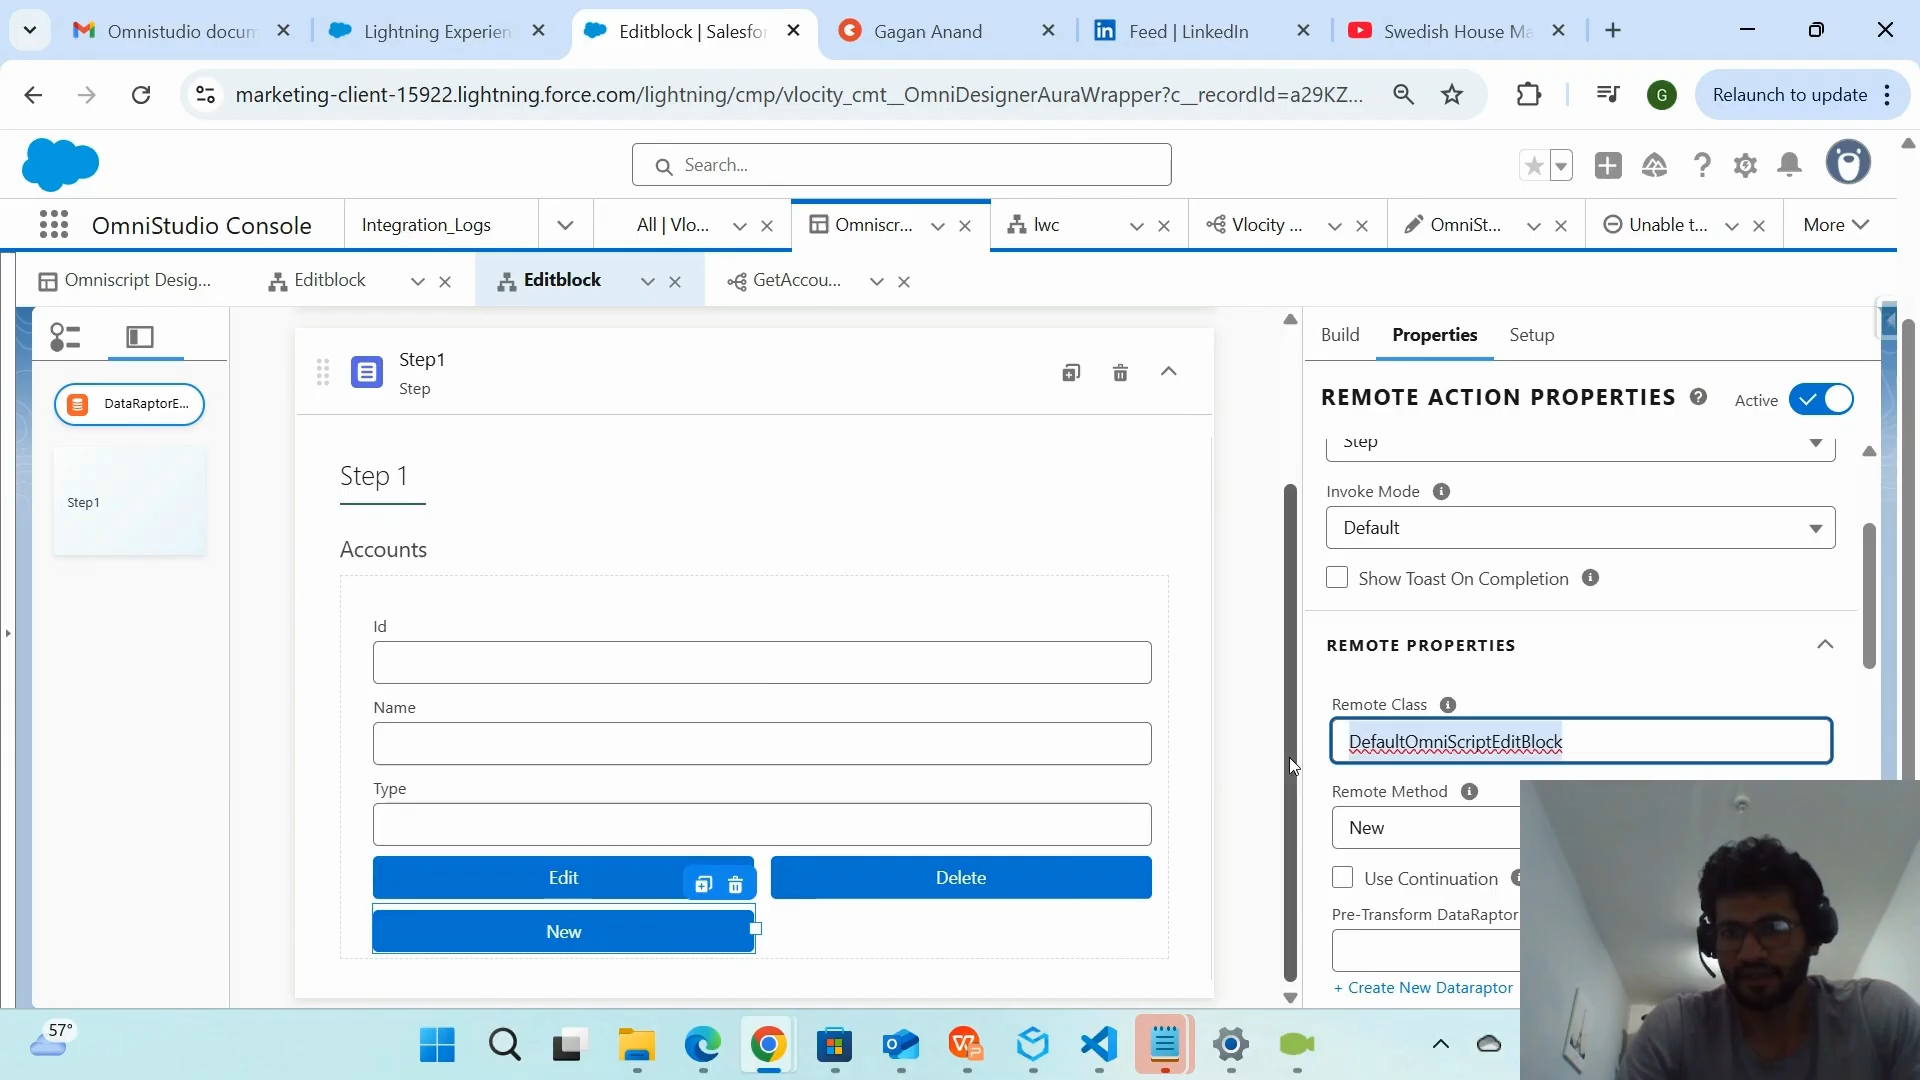 Omnistudio docum
Lightning Experien
Editblock | Salesfor
Gagan Anand
Feed | LinkedIn
Swedish House Ma
marketing-client-15922.lightning.force.com/lightning/cmp/vlocity_cmt__OmniDesignerAuraWrapper?c__recordId=a29KZ...
G
Relaunch to update
Search...
OmniStudio Console
Integration_Logs
All | Vlo...
Omniscr...
lwc
Vlocity ...
OmniSt...
Unable t...
More
Omniscript Desig...
Editblock
Editblock
GetAccou...
DataRaptorE...
Step1
Step1
Step
Step 1
Accounts
Id
Name
Type
Edit
Delete
New
Build
Properties
Setup
REMOTE ACTION PROPERTIES
Active
Step
Invoke Mode
Default
Show Toast On Completion
REMOTE PROPERTIES
Remote Class
DefaultOmniScriptEditBlock
Remote Method
New
Use Continuation
Pre-Transform DataRaptor
+ Create New Dataraptor
57°